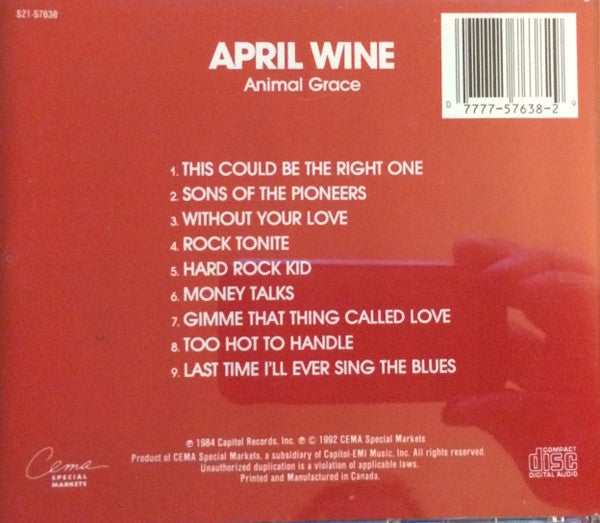 S21-57638
APRIL WINE
Animal Grace
0 7777-57638-2 9
1. THIS COULD BE THE RIGHT ONE
2. SONS OF THE PIONEERS
3. WITHOUT YOUR LOVE
4. ROCK TONITE
5. HARD ROCK KID
6. MONEY TALKS
7. GIMME THAT THING CALLED LOVE
8. TOO HOT TO HANDLE
9. LAST TIME I'LL EVER SING THE BLUES
℗ 1984 Capitol Records, Inc. ℗ © 1992 CEMA Special Markets
Product of CEMA Special Markets, a subsidiary of Capitol-EMI Music, Inc. All rights reserved.
Unauthorized duplication is a violation of applicable laws.
Printed and Manufactured in Canada.
Cema
SPECIAL
MARKETS
COMPACT
disc
DIGITAL AUDIO